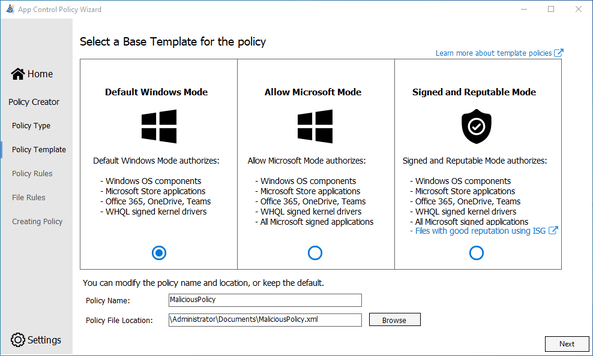 App Control Policy Wizard
Home
Policy Creator
Policy Type
Policy Template
Policy Rules
File Rules
Creating Policy
Settings
Select a Base Template for the policy
Learn more about template policies
Default Windows Mode
Default Windows Mode authorizes:
- Windows OS components
- Microsoft Store applications
- Office 365, OneDrive, Teams
- WHQL signed kernel drivers
Allow Microsoft Mode
Allow Microsoft Mode authorizes:
- Windows OS components
- Microsoft Store applications
- Office 365, OneDrive, Teams
- WHQL signed kernel drivers
- All Microsoft signed applications
Signed and Reputable Mode
Signed and Reputable Mode authorizes:
- Windows OS components
- Microsoft Store applications
- Office 365, OneDrive, Teams
- WHQL signed kernel drivers
- All Microsoft signed applications
- Files with good reputation using ISG
You can modify the policy name and location, or keep the default.
Policy Name: MaliciousPolicy
Policy File Location: \Administrator\Documents\MaliciousPolicy.xml Browse
Next